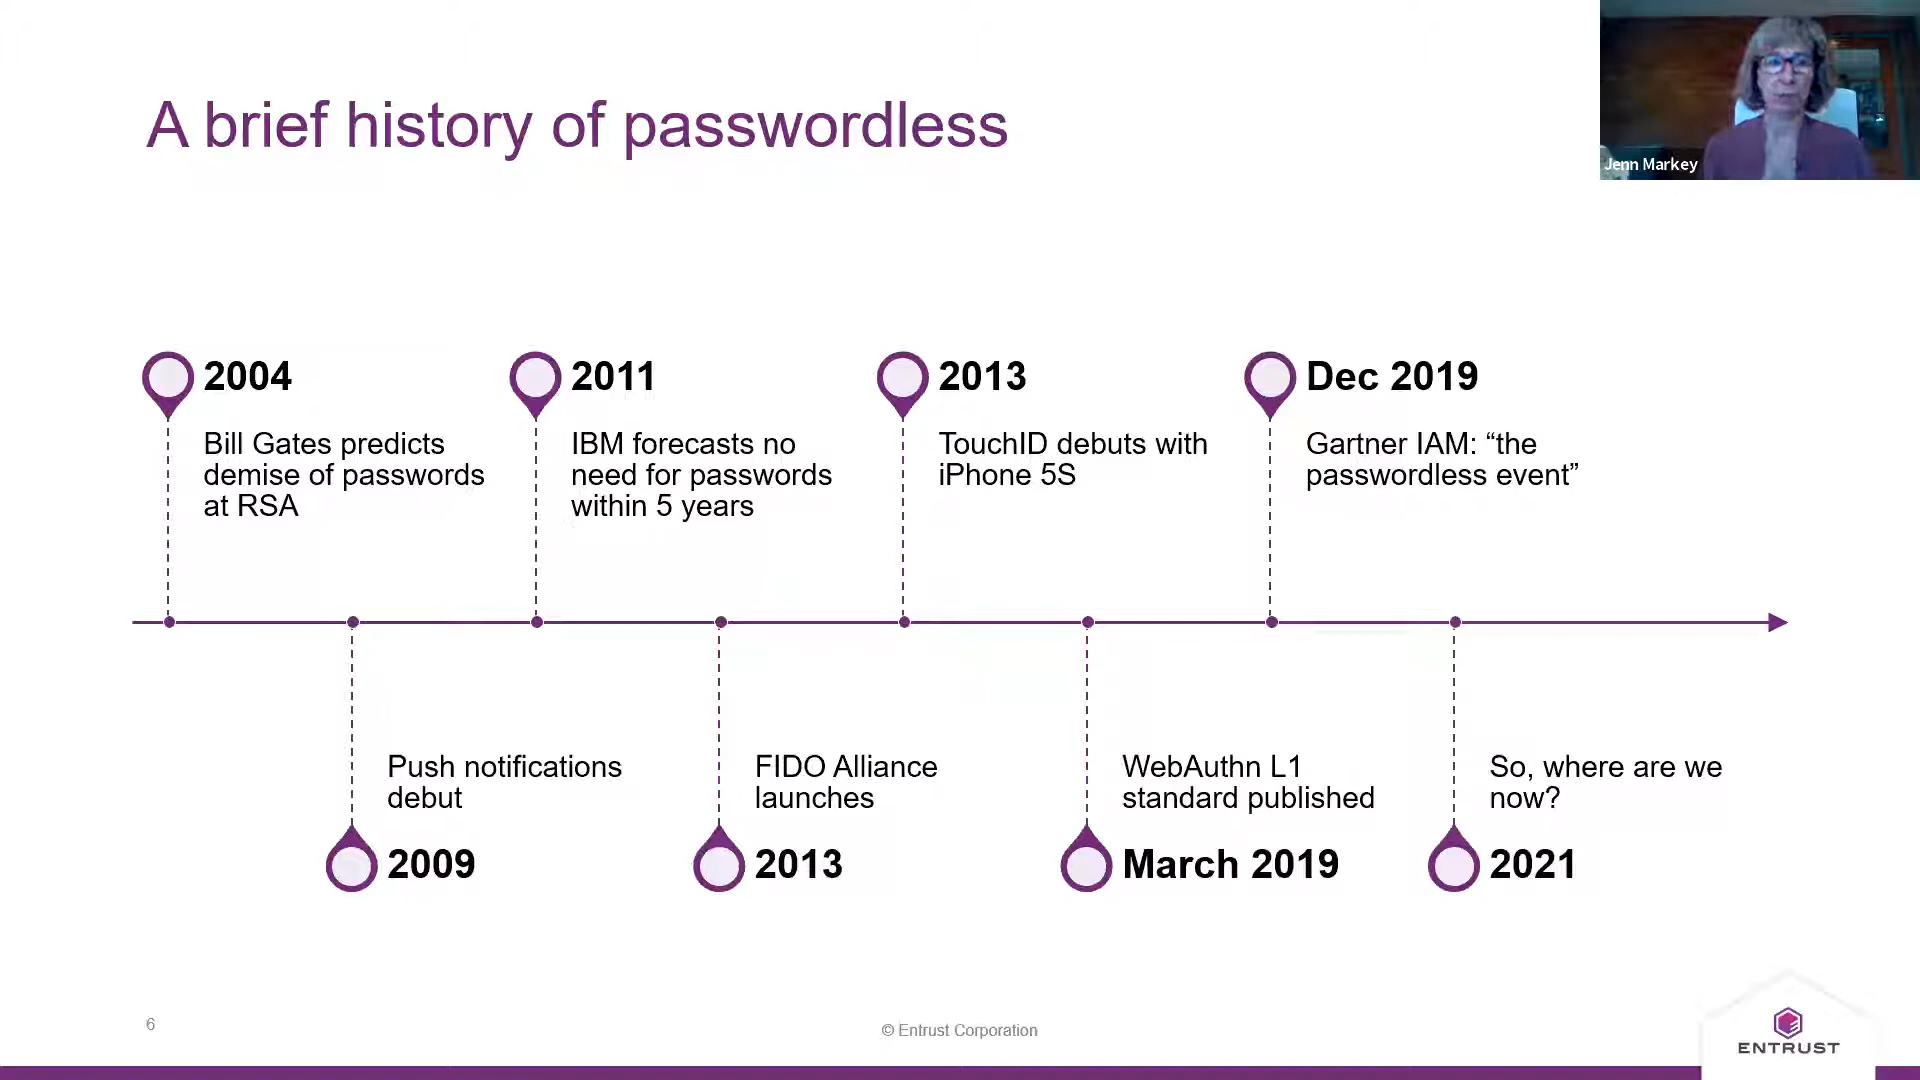 A brief history of passwordless
Jenn Markey
2004
Bill Gates predicts
demise of passwords
at RSA
2011
IBM forecasts no
need for passwords
within 5 years
2013
TouchID debuts with
iPhone 5S
Dec 2019
Gartner IAM: “the
passwordless event”
Push notifications
debut
2009
FIDO Alliance
launches
2013
WebAuthn L1
standard published
March 2019
So, where are we
now?
2021
6
© Entrust Corporation
ENTRUST